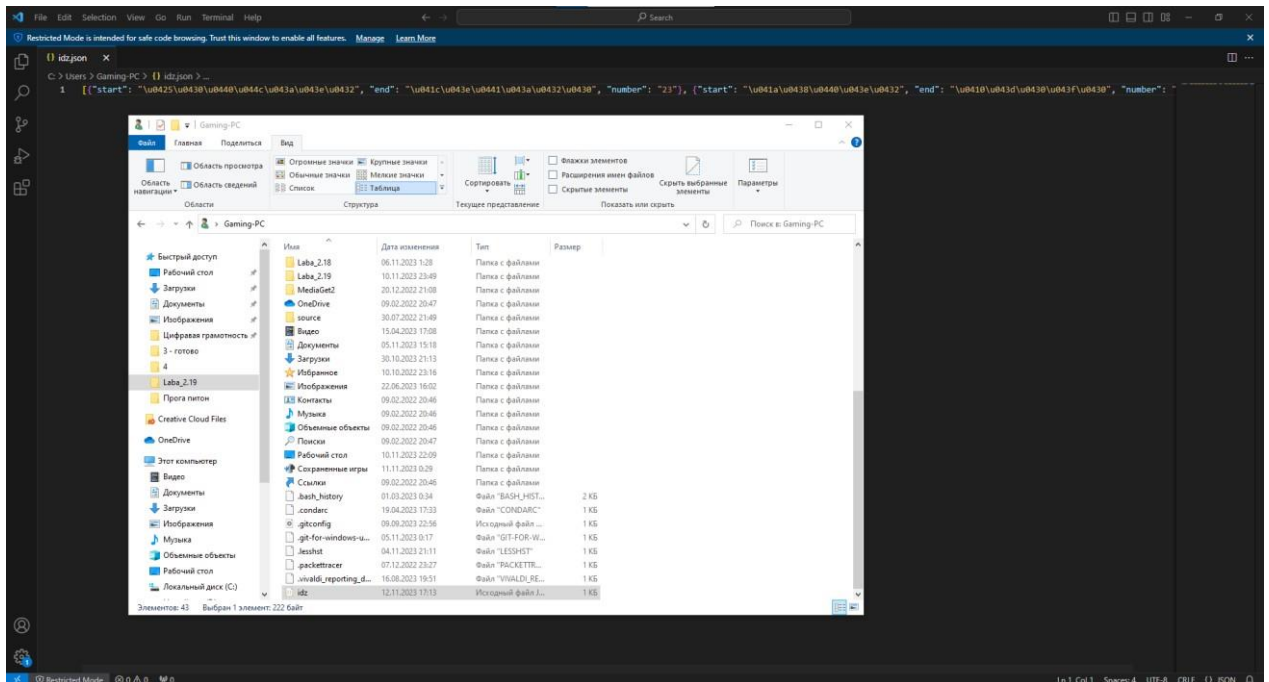 File Edit Selection View Go Run Terminal Help
Search
Restricted Mode is intended for safe code browsing. Trust this window to enable all features. Manage Learn More
idz.json
C: > Users > Gaming-PC > {} idz.json > ...
1 [{"start": "\u0425\u0430\u0440\u044c\u043a\u043e\u0432", "end": "\u041c\u043e\u0441\u043a\u0432\u0430", "number": "23"}, {"start": "\u041a\u0438\u0440\u043e\u0432", "end": "\u0410\u043d\u0430\u043f\u0430", "number": "
Gaming-PC
Файл Главная Поделиться Вид
Область навигации
Область просмотра
Область сведений
Области
Огромные значки Крупные значки
Обычные значки Мелкие значки
Список Таблица
Структура
Сортировать
Текущее представление
Флажки элементов
Расширения имен файлов
Скрытые элементы
Скрыть выбранные элементы
Показать или скрыть
Параметры
Gaming-PC
Поиск в: Gaming-PC
Быстрый доступ
Рабочий стол
Загрузки
Документы
Изображения
Цифравая грамотность
3 - готово
4
Laba_2.19
Прога питон
Creative Cloud Files
OneDrive
Этот компьютер
Видео
Документы
Загрузки
Изображения
Музыка
Объемные объекты
Рабочий стол
Локальный диск (C:)
Имя Дата изменения Тип Размер
Laba_2.18 06.11.2023 1:28 Папка с файлами
Laba_2.19 10.11.2023 23:49 Папка с файлами
MediaGet2 20.12.2022 21:08 Папка с файлами
OneDrive 09.02.2022 20:47 Папка с файлами
source 30.07.2022 21:49 Папка с файлами
Видео 15.04.2023 17:08 Папка с файлами
Документы 05.11.2023 15:18 Папка с файлами
Загрузки 30.10.2023 21:13 Папка с файлами
Избранное 10.10.2022 23:16 Папка с файлами
Изображения 22.06.2023 16:02 Папка с файлами
Контакты 09.02.2022 20:46 Папка с файлами
Музыка 09.02.2022 20:46 Папка с файлами
Объемные объекты 09.02.2022 20:46 Папка с файлами
Поиски 09.02.2022 20:47 Папка с файлами
Рабочий стол 10.11.2023 22:09 Папка с файлами
Сохраненные игры 11.11.2023 0:29 Папка с файлами
Ссылки 09.02.2022 20:46 Папка с файлами
.bash_history 01.03.2023 0:34 Файл "BASH_HIST... 2 КБ
.condarc 19.04.2023 17:33 Файл "CONDARC" 1 КБ
.gitconfig 09.09.2023 22:56 Исходный файл ... 1 КБ
.git-for-windows-u... 05.11.2023 0:17 Файл "GIT-FOR-W... 1 КБ
.lesshst 04.11.2023 21:11 Файл "LESSHST" 1 КБ
.packettracer 07.12.2022 23:27 Файл "PACKETTR... 1 КБ
.vivaldi_reporting_d... 16.08.2023 19:51 Файл "VIVALDI_RE... 1 КБ
idz 12.11.2023 17:13 Исходный файл J... 1 КБ
Элементов: 43 Выбран 1 элемент: 222 байт
Restricted Mode 0 0 0 Ln 1, Col 1 Spaces: 4 UTF-8 CRLF {} JSON